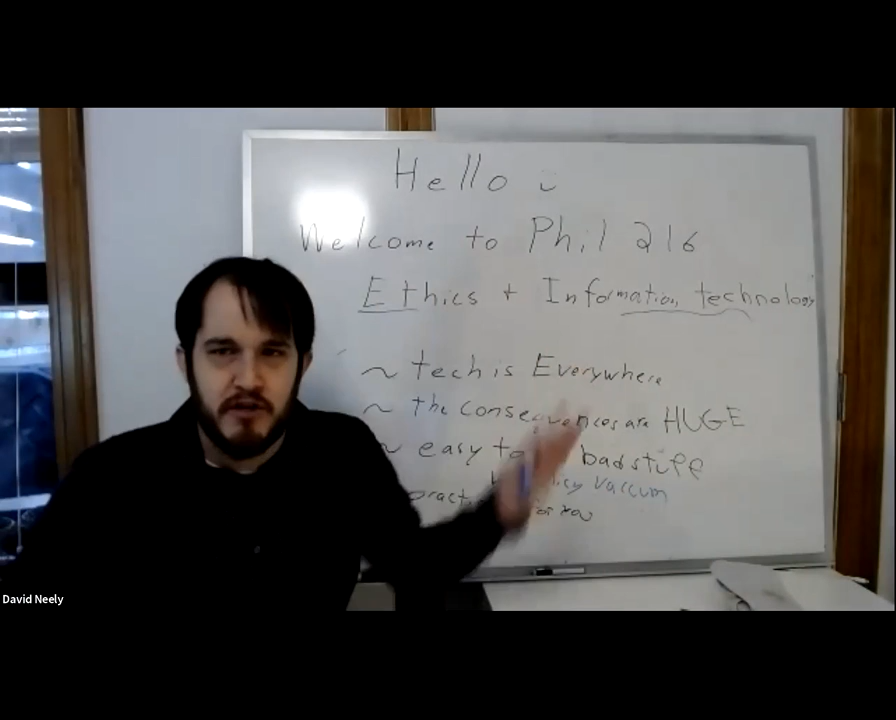 Hello
Welcome to Phil 216
Ethics + Information technology
~ tech is Everywhere
~ the consequences are HUGE
~ easy to bad stuff
vaccum
for you
David Neely